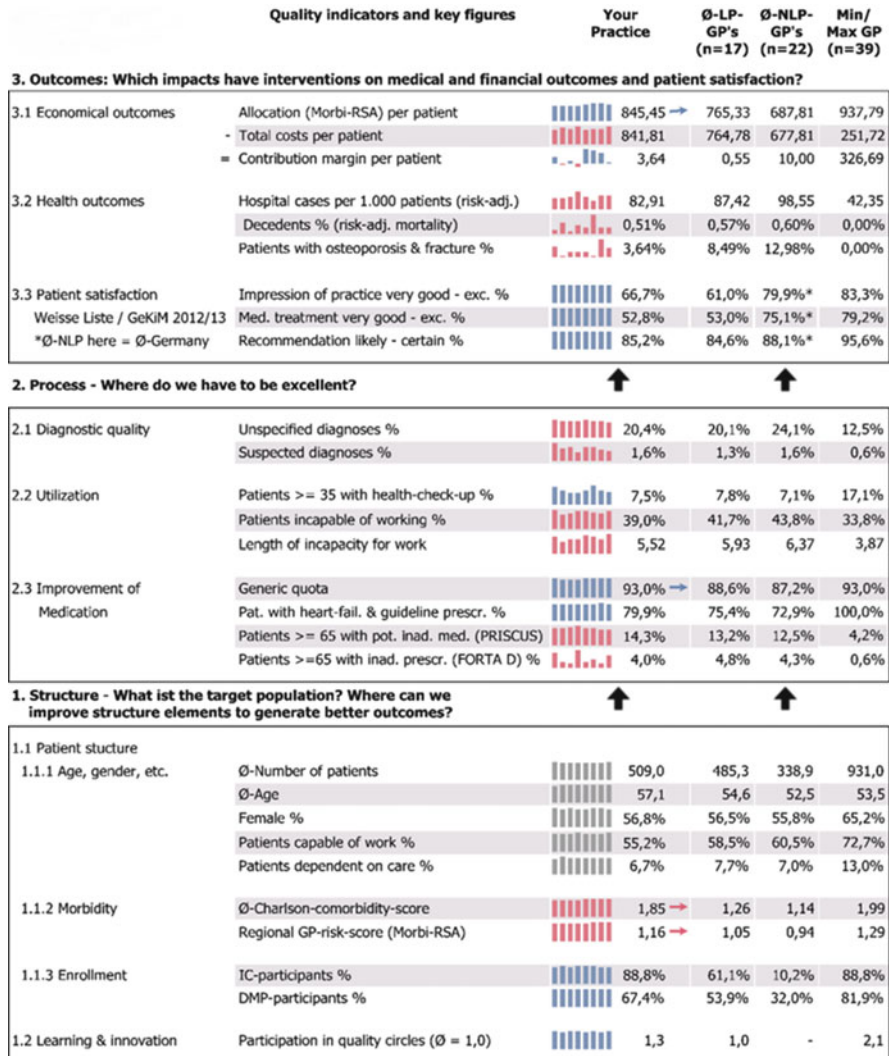 Quality indicators and key figures Your Practice Ø-LP-GP's (n=17) Ø-NLP-GP's (n=22) Min/ Max GP (n=39)
3. Outcomes: Which impacts have interventions on medical and financial outcomes and patient satisfaction?
3.1 Economical outcomes Allocation (Morbi-RSA) per patient 845,45 → 765,33 687,81 937,79
- Total costs per patient 841,81 764,78 677,81 251,72
= Contribution margin per patient 3,64 0,55 10,00 326,69
3.2 Health outcomes Hospital cases per 1.000 patients (risk-adj.) 82,91 87,42 98,55 42,35
Decedents % (risk-adj. mortality) 0,51% 0,57% 0,60% 0,00%
Patients with osteoporosis & fracture % 3,64% 8,49% 12,98% 0,00%
3.3 Patient satisfaction Impression of practice very good - exc. % 66,7% 61,0% 79,9%* 83,3%
Weisse Liste / GeKiM 2012/13 Med. treatment very good - exc. % 52,8% 53,0% 75,1%* 79,2%
*Ø-NLP here = Ø-Germany Recommendation likely - certain % 85,2% 84,6% 88,1%* 95,6%
2. Process - Where do we have to be excellent?
2.1 Diagnostic quality Unspecified diagnoses % 20,4% 20,1% 24,1% 12,5%
Suspected diagnoses % 1,6% 1,3% 1,6% 0,6%
2.2 Utilization Patients >= 35 with health-check-up % 7,5% 7,8% 7,1% 17,1%
Patients incapable of working % 39,0% 41,7% 43,8% 33,8%
Length of incapacity for work 5,52 5,93 6,37 3,87
2.3 Improvement of Generic quota 93,0% → 88,6% 87,2% 93,0%
Medication Pat. with heart-fail. & guideline prescr. % 79,9% 75,4% 72,9% 100,0%
Patients >= 65 with pot. inad. med. (PRISCUS) 14,3% 13,2% 12,5% 4,2%
Patients >=65 with inad. prescr. (FORTA D) % 4,0% 4,8% 4,3% 0,6%
1. Structure - What ist the target population? Where can we
improve structure elements to generate better outcomes?
1.1 Patient stucture
1.1.1 Age, gender, etc. Ø-Number of patients 509,0 485,3 338,9 931,0
Ø-Age 57,1 54,6 52,5 53,5
Female % 56,8% 56,5% 55,8% 65,2%
Patients capable of work % 55,2% 58,5% 60,5% 72,7%
Patients dependent on care % 6,7% 7,7% 7,0% 13,0%
1.1.2 Morbidity Ø-Charlson-comorbidity-score 1,85 → 1,26 1,14 1,99
Regional GP-risk-score (Morbi-RSA) 1,16 → 1,05 0,94 1,29
1.1.3 Enrollment IC-participants % 88,8% 61,1% 10,2% 88,8%
DMP-participants % 67,4% 53,9% 32,0% 81,9%
1.2 Learning & innovation Participation in quality circles (Ø = 1,0) 1,3 1,0 - 2,1